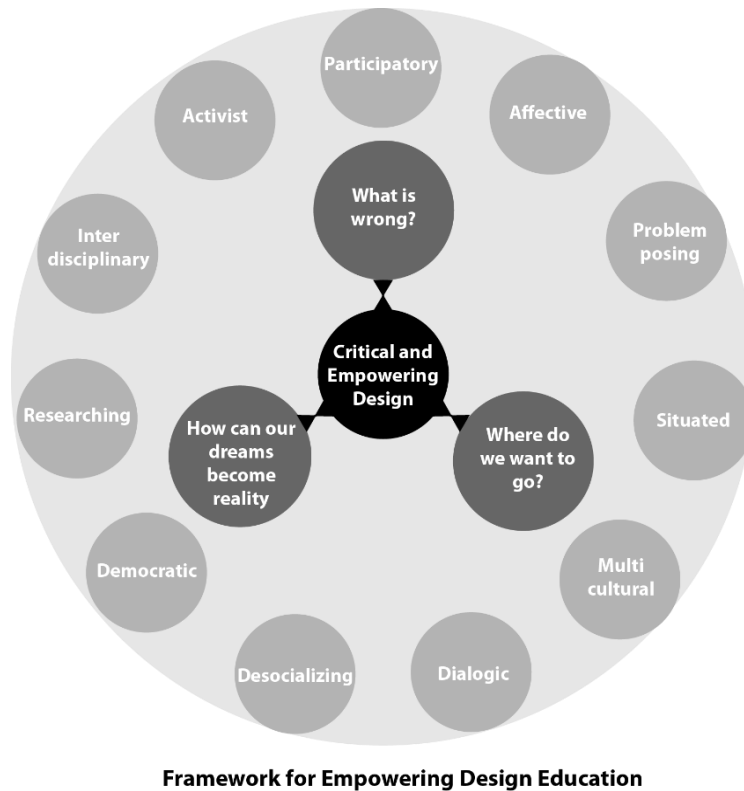 Participatory
Affective
Activist
What is
wrong?
Problem
posing
Inter
disciplinary
Critical and
Empowering
Design
Situated
Researching
How can our
dreams
become
reality
Where do
we want to
go?
Multi
cultural
Democratic
Dialogic
Desocializing
Framework for Empowering Design Education